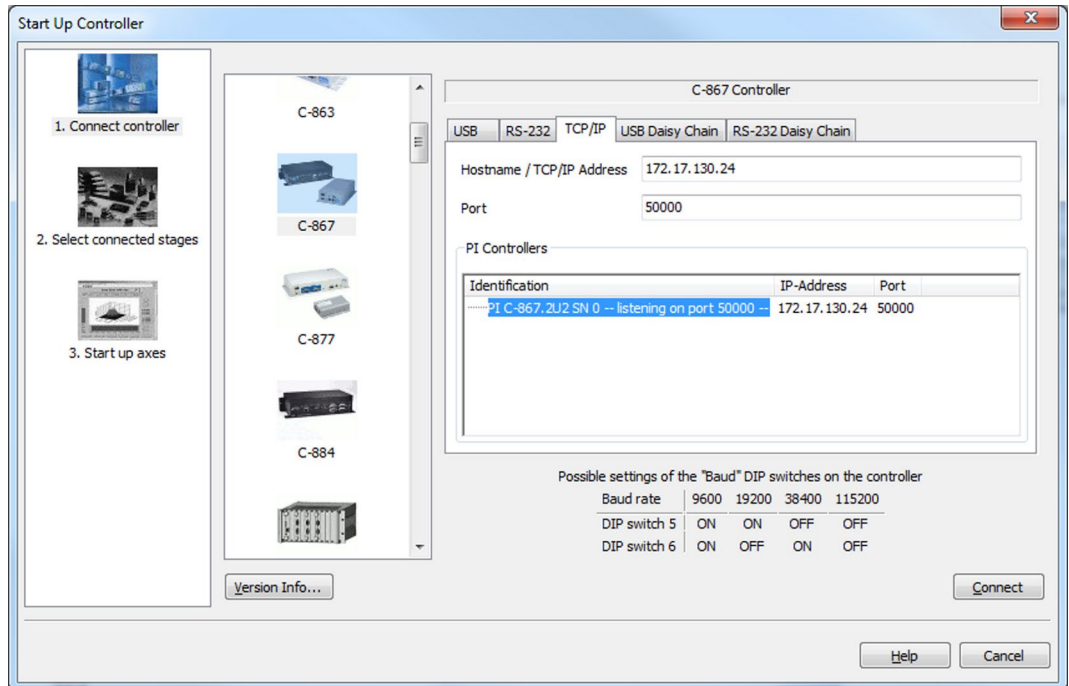 Start Up Controller
1. Connect controller
2. Select connected stages
3. Start up axes
C-863
C-867
C-877
C-884
Version Info...
C-867 Controller
USB RS-232 TCP/IP USB Daisy Chain RS-232 Daisy Chain
Hostname / TCP/IP Address 172.17.130.24
Port 50000
PI Controllers
Identification IP-Address Port
PI C-867.2U2 SN 0 -- listening on port 50000 -- 172.17.130.24 50000
Possible settings of the "Baud" DIP switches on the controller
Baud rate 9600 19200 38400 115200
DIP switch 5 ON ON OFF OFF
DIP switch 6 ON OFF ON OFF
Connect
Help Cancel